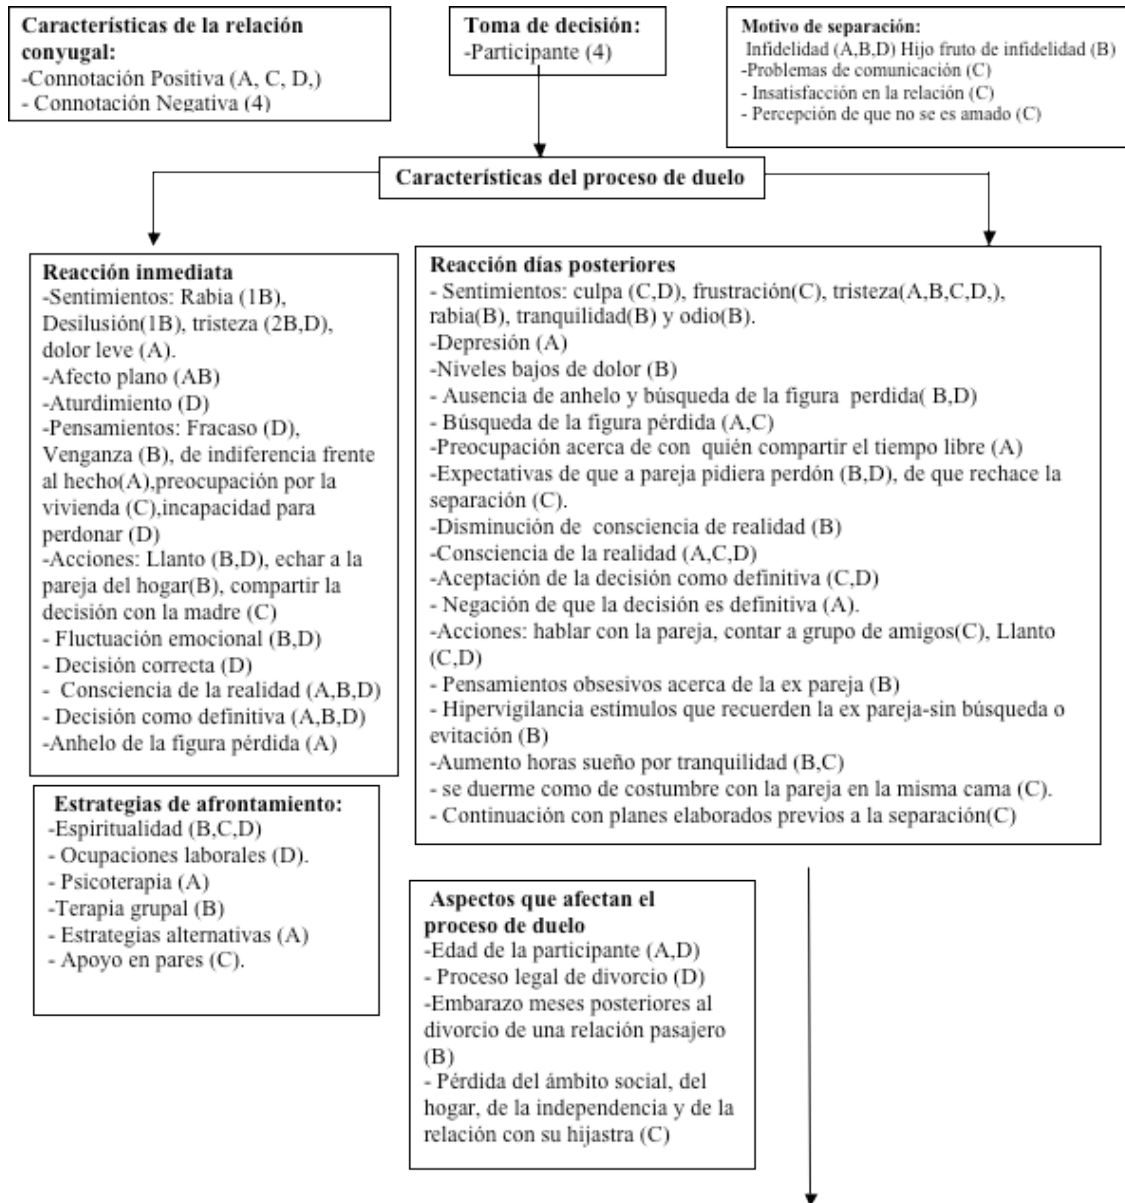 Características de la relación
conyugal:
-Connotación Positiva (A, C, D,)
- Connotación Negativa (4)
Toma de decisión:
-Participante (4)
Motivo de separación:
Infidelidad (A,B,D) Hijo fruto de infidelidad (B)
-Problemas de comunicación (C)
- Insatisfacción en la relación (C)
- Percepción de que no se es amado (C)
Características del proceso de duelo
Reacción inmediata
-Sentimientos: Rabia (1B),
Desilusión(1B), tristeza (2B,D),
dolor leve (A).
-Afecto plano (AB)
-Aturdimiento (D)
-Pensamientos: Fracaso (D),
Venganza (B), de indiferencia frente
al hecho(A),preocupación por la
vivienda (C),incapacidad para
perdonar (D)
-Acciones: Llanto (B,D), echar a la
pareja del hogar(B), compartir la
decisión con la madre (C)
- Fluctuación emocional (B,D)
- Decisión correcta (D)
- Consciencia de la realidad (A,B,D)
- Decisión como definitiva (A,B,D)
-Anhelo de la figura pérdida (A)
Reacción días posteriores
- Sentimientos: culpa (C,D), frustración(C), tristeza(A,B,C,D,),
rabia(B), tranquilidad(B) y odio(B).
-Depresión (A)
-Niveles bajos de dolor (B)
- Ausencia de anhelo y búsqueda de la figura perdida( B,D)
- Búsqueda de la figura pérdida (A,C)
-Preocupación acerca de con quién compartir el tiempo libre (A)
-Expectativas de que a pareja pidiera perdón (B,D), de que rechace la
separación (C).
-Disminución de consciencia de realidad (B)
-Consciencia de la realidad (A,C,D)
-Aceptación de la decisión como definitiva (C,D)
- Negación de que la decisión es definitiva (A).
-Acciones: hablar con la pareja, contar a grupo de amigos(C), Llanto
(C,D)
- Pensamientos obsesivos acerca de la ex pareja (B)
- Hipervigilancia estímulos que recuerden la ex pareja-sin búsqueda o
evitación (B)
-Aumento horas sueño por tranquilidad (B,C)
- se duerme como de costumbre con la pareja en la misma cama (C).
- Continuación con planes elaborados previos a la separación(C)
Estrategias de afrontamiento:
-Espiritualidad (B,C,D)
- Ocupaciones laborales (D).
- Psicoterapia (A)
-Terapia grupal (B)
- Estrategias alternativas (A)
- Apoyo en pares (C).
Aspectos que afectan el
proceso de duelo
-Edad de la participante (A,D)
- Proceso legal de divorcio (D)
-Embarazo meses posteriores al
divorcio de una relación pasajero
(B)
- Pérdida del ámbito social, del
hogar, de la independencia y de la
relación con su hijastra (C)